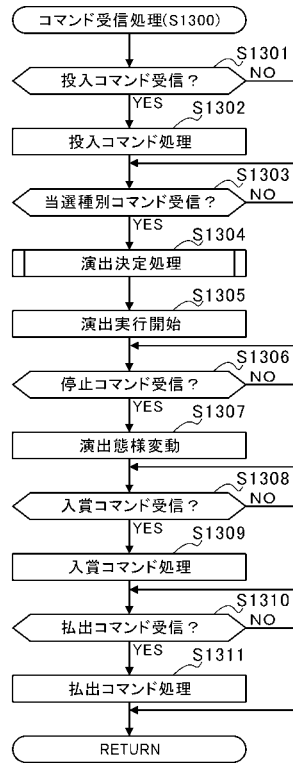 コマンド受信処理(S1300)
S1301
投入コマンド受信?
NO
YES
S1302
投入コマンド処理
S1303
当選種別コマンド受信?
NO
YES
S1304
演出決定処理
S1305
演出実行開始
S1306
停止コマンド受信?
NO
YES
S1307
演出態様変動
S1308
入賞コマンド受信?
NO
YES
S1309
入賞コマンド処理
S1310
払出コマンド受信?
NO
YES
S1311
払出コマンド処理
RETURN